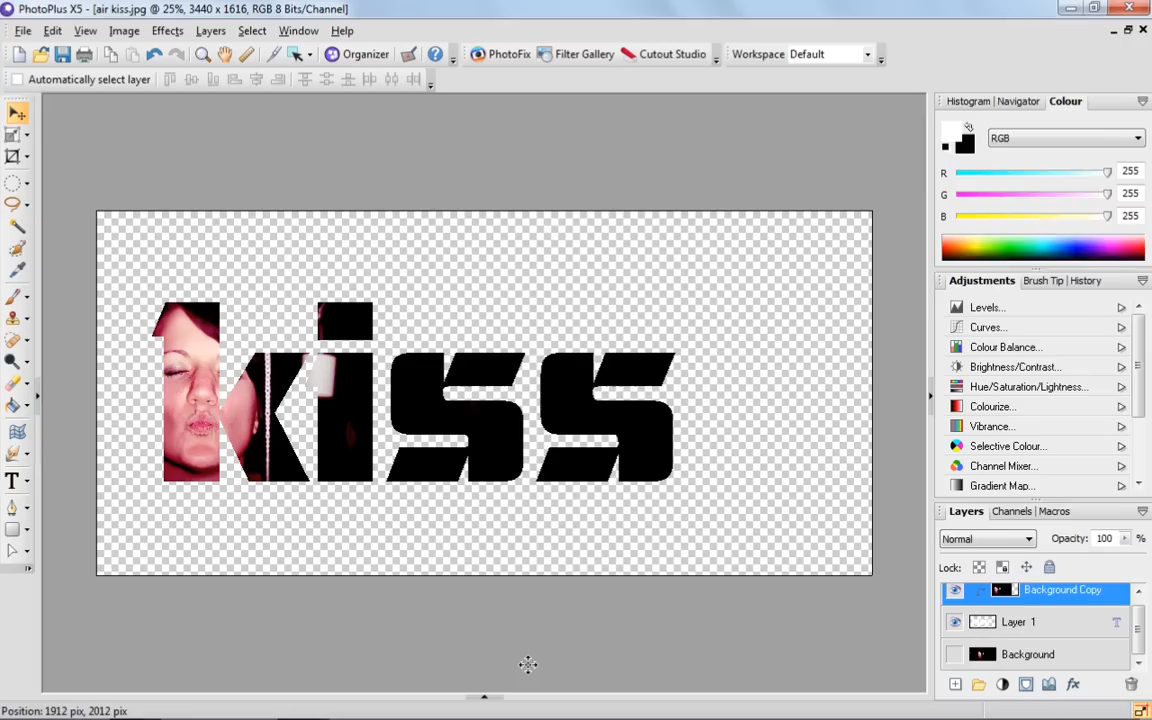 PhotoPlus X5 - [air kiss.jpg @ 25%, 3440 x 1616, RGB 8 Bits/Channel]
File Edit View Image Effects Layers Select Window Help
Organizer PhotoFix Filter Gallery Cutout Studio Workspace Default
Automatically select layer
Histogram Navigator Colour
RGB
R 255
G 255
B 255
Adjustments Brush Tip History
Levels...
Curves...
Colour Balance...
Brightness/Contrast...
Hue/Saturation/Lightness...
Colourize...
Vibrance...
Selective Colour...
Channel Mixer...
Gradient Map...
kiss
Layers Channels Macros
Normal Opacity: 100 %
Lock:
Background Copy
Layer 1 T
Background
fx
Position: 1912 pix, 2012 pix